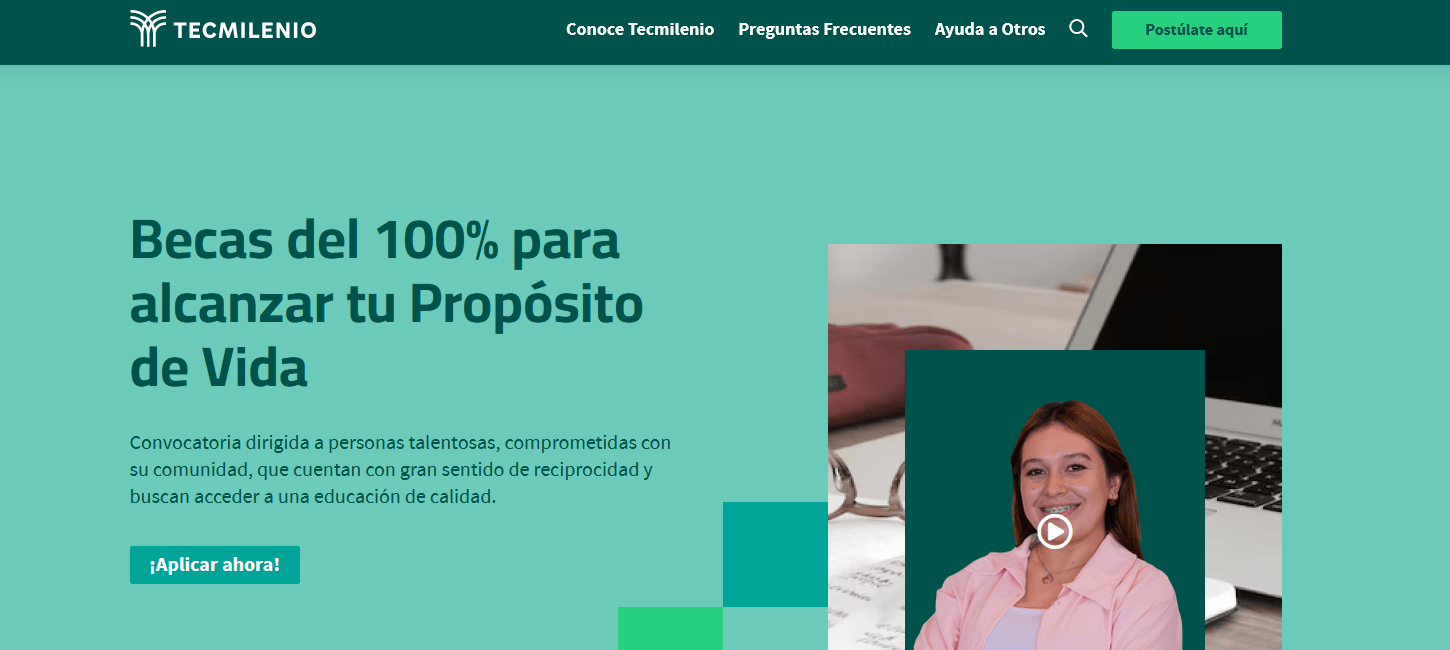 TECMILENIO
Conoce Tecmilenio
Preguntas Frecuentes
Ayuda a Otros
Postúlate aquí
Becas del 100% para
alcanzar tu Propósito
de Vida
Convocatoria dirigida a personas talentosas, comprometidas con
su comunidad, que cuentan con gran sentido de reciprocidad y
buscan acceder a una educación de calidad.
¡Aplicar ahora!